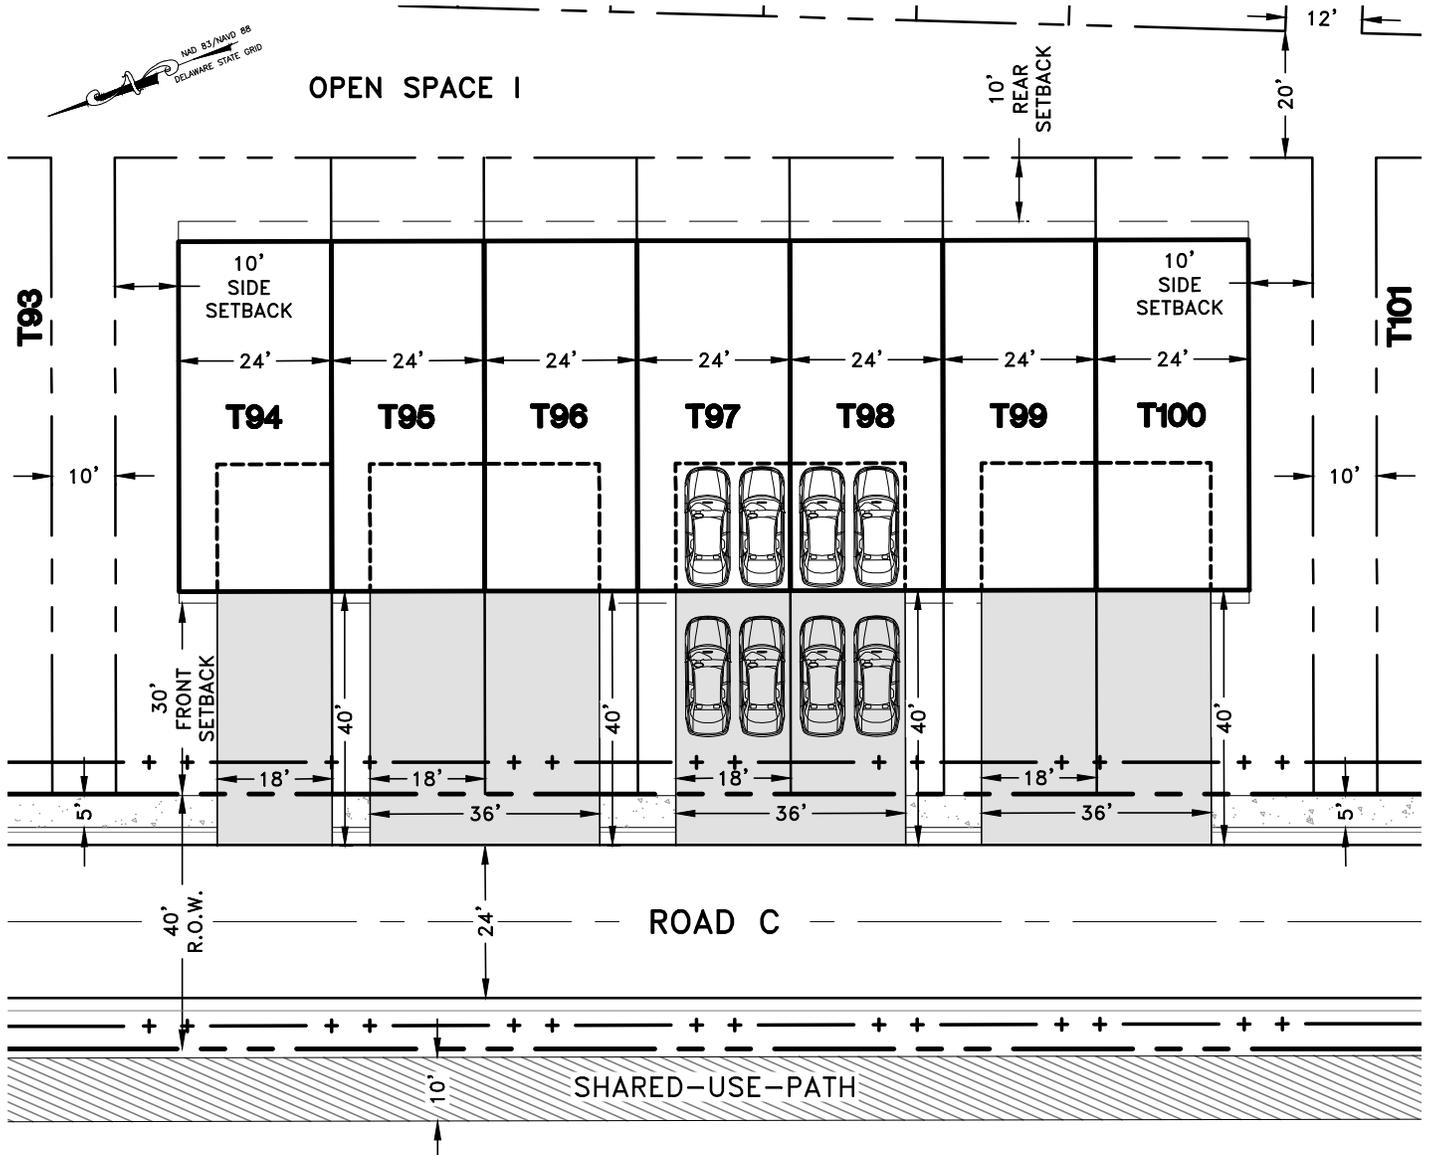 12'
NAD 83/NAVD 88
DELAWARE STATE GRID
OPEN SPACE I
10'
REAR
SETBACK
20'
10'
SIDE
SETBACK
10'
SIDE
SETBACK
T93
T101
24'
24'
24'
24'
24'
24'
24'
T94
T95
T96
T97
T98
T99
T100
10'
10'
30'
FRONT
SETBACK
40'
40'
40'
40'
18'
18'
18'
18'
5'
36'
36'
36'
5'
40'
R.O.W.
24'
ROAD C
10'
SHARED-USE-PATH